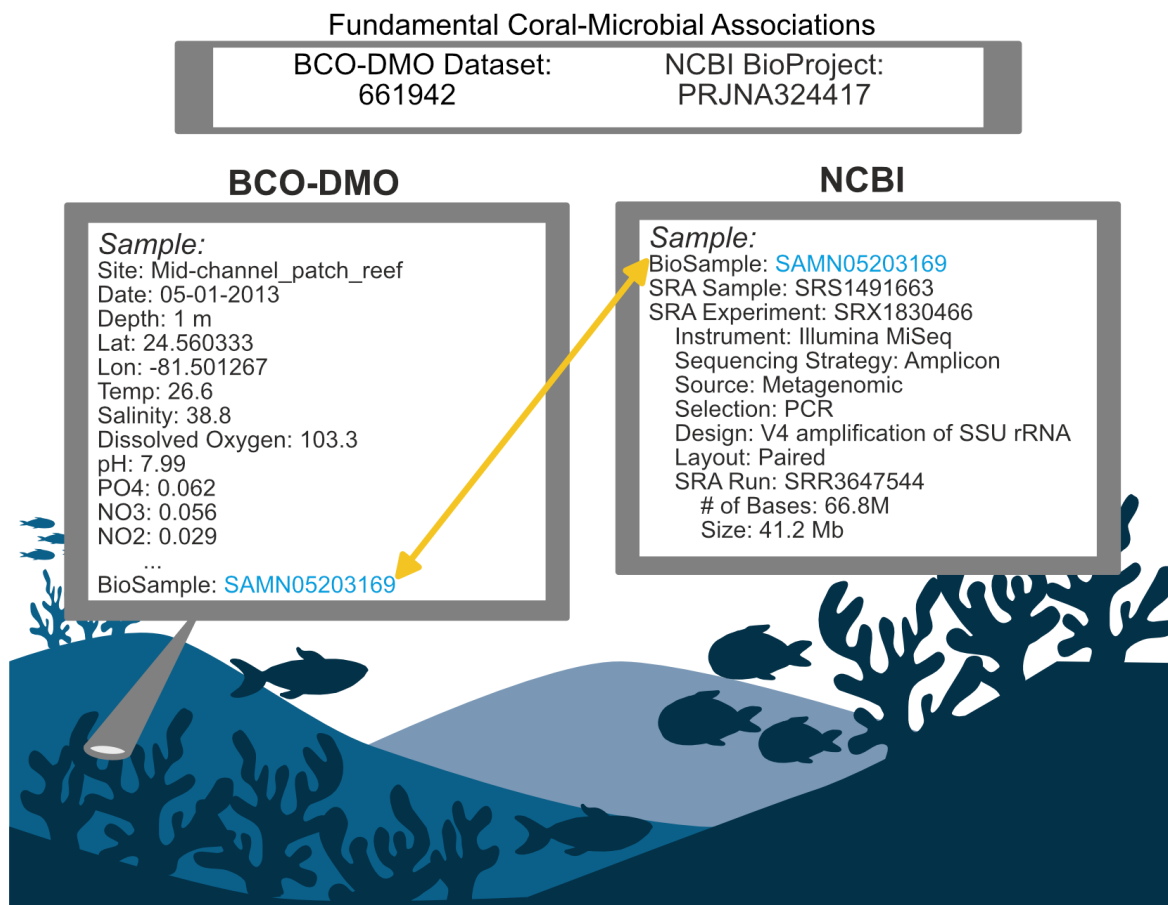 Fundamental Coral-Microbial Associations
BCO-DMO Dataset:
661942
NCBI BioProject:
PRJNA324417
BCO-DMO
Sample:
Site: Mid-channel_patch_reef
Date: 05-01-2013
Depth: 1 m
Lat: 24.560333
Lon: -81.501267
Temp: 26.6
Salinity: 38.8
Dissolved Oxygen: 103.3
pH: 7.99
PO4: 0.062
NO3: 0.056
NO2: 0.029
...
BioSample: SAMN05203169
NCBI
Sample:
BioSample: SAMN05203169
SRA Sample: SRS1491663
SRA Experiment: SRX1830466
Instrument: Illumina MiSeq
Sequencing Strategy: Amplicon
Source: Metagenomic
Selection: PCR
Design: V4 amplification of SSU rRNA
Layout: Paired
SRA Run: SRR3647544
# of Bases: 66.8M
Size: 41.2 Mb